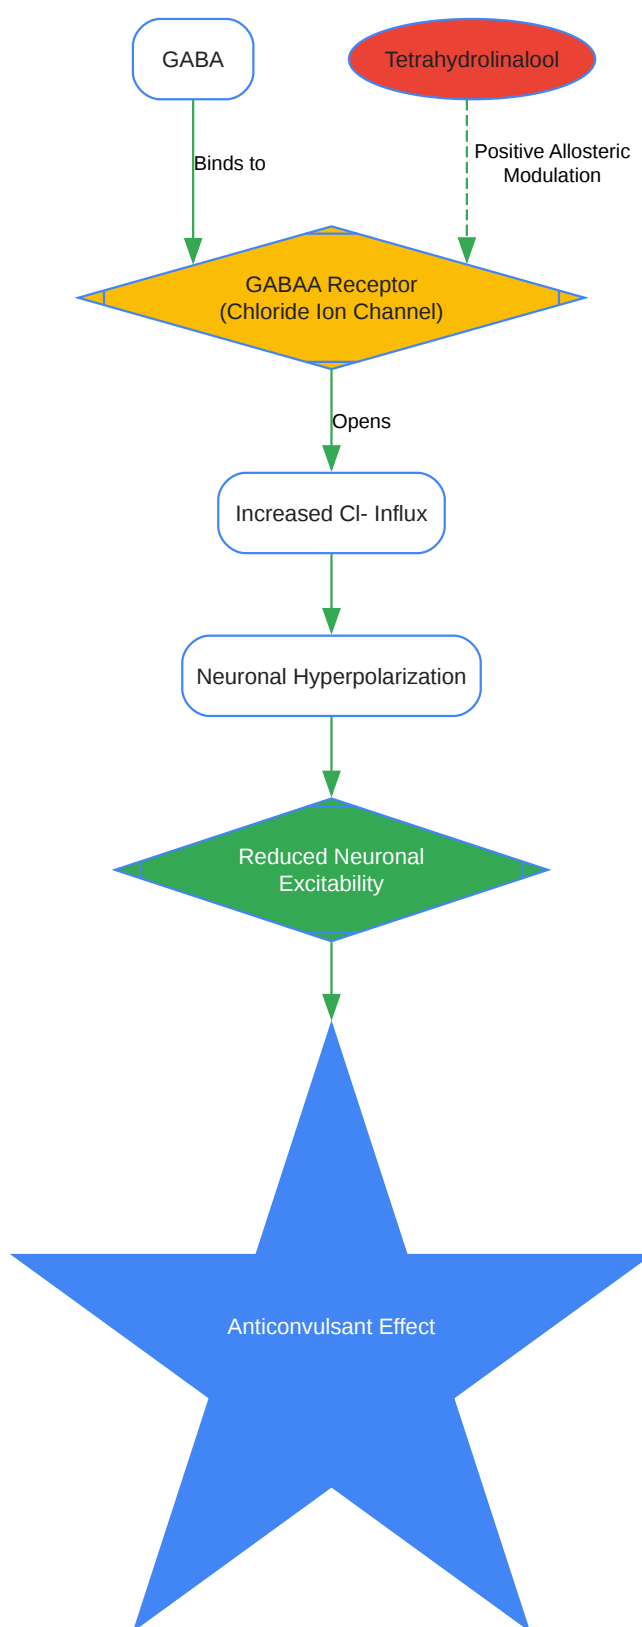 GABA
Tetrahydrolinalool
Binds to
Positive Allosteric
Modulation
GABAA Receptor
(Chloride Ion Channel)
Opens
Increased Cl- Influx
Neuronal Hyperpolarization
Reduced Neuronal
Excitability
Anticonvulsant Effect